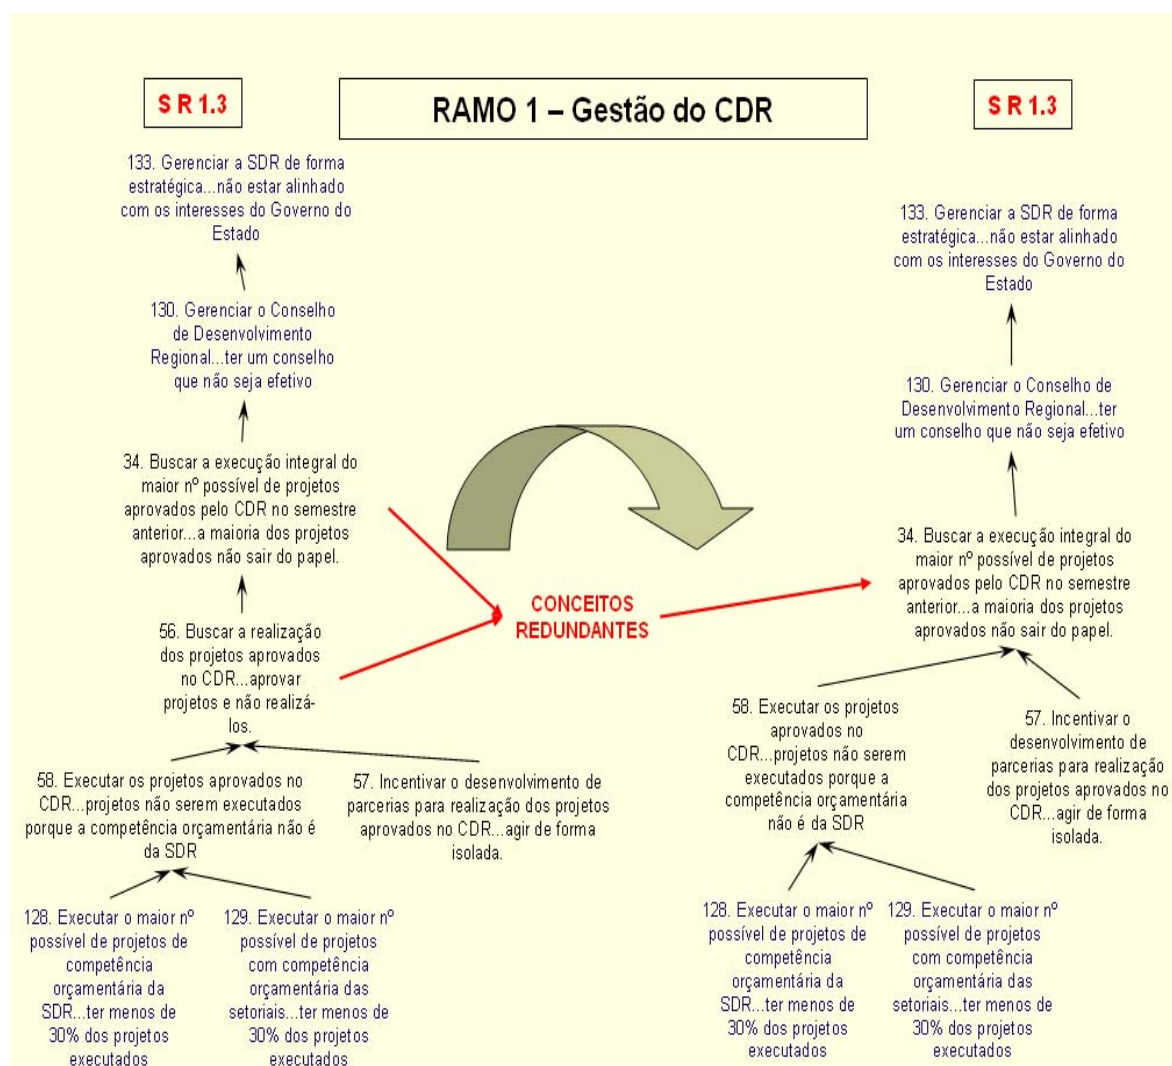 S R 1.3
RAMO 1 – Gestão do CDR
S R 1.3
133. Gerenciar a SDR de forma
estratégica...não estar alinhado
com os interesses do Governo do
Estado
130. Gerenciar o Conselho
de Desenvolvimento
Regional...ter um conselho
que não seja efetivo
34. Buscar a execução integral do
maior nº possível de projetos
aprovados pelo CDR no semestre
anterior...a maioria dos projetos
aprovados não sair do papel.
56. Buscar a realização
dos projetos aprovados
no CDR...aprovar
projetos e não realizá-
los.
58. Executar os projetos aprovados no
CDR...projetos não serem executados
porque a competência orçamentária não é
da SDR
57. Incentivar o desenvolvimento de
parcerias para realização dos projetos
aprovados no CDR...agir de forma
isolada.
128. Executar o maior nº
possível de projetos de
competência
orçamentária da
SDR...ter menos de
30% dos projetos
executados
129. Executar o maior nº
possível de projetos
com competência
orçamentária das
setoriais...ter menos de
30% dos projetos
executados
CONCEITOS
REDUNDANTES
133. Gerenciar a SDR de forma
estratégica...não estar alinhado
com os interesses do Governo do
Estado
130. Gerenciar o Conselho de
Desenvolvimento Regional...ter
um conselho que não seja efetivo
34. Buscar a execução integral do
maior nº possível de projetos
aprovados pelo CDR no semestre
anterior...a maioria dos projetos
aprovados não sair do papel.
58. Executar os projetos
aprovados no
CDR...projetos não serem
executados porque a
competência orçamentária
não é da SDR
57. Incentivar o
desenvolvimento de
parcerias para realização
dos projetos aprovados no
CDR...agir de forma
isolada.
128. Executar o maior nº
possível de projetos de
competência
orçamentária da
SDR...ter menos de
30% dos projetos
executados
129. Executar o maior nº
possível de projetos
com competência
orçamentária das
setoriais...ter menos de
30% dos projetos
executados